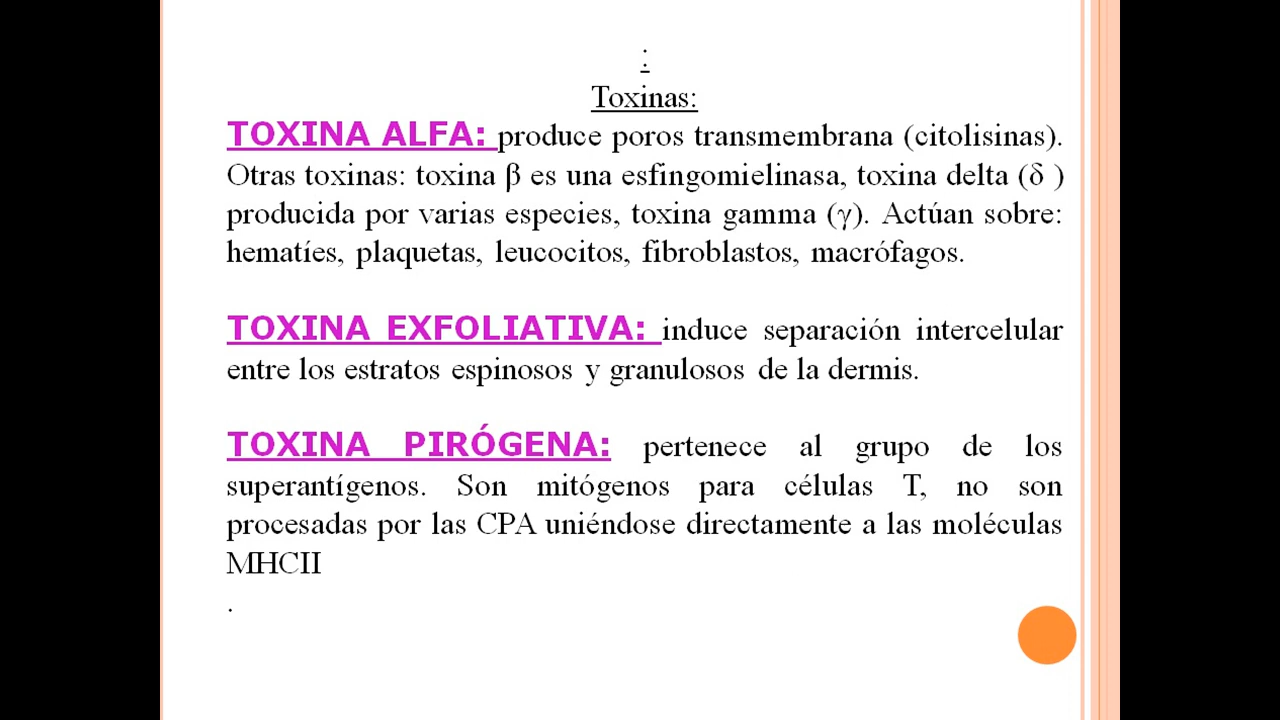 :
Toxinas:
TOXINA ALFA: produce poros transmembrana (citolisinas).
Otras toxinas: toxina β es una esfingomielinasa, toxina delta (δ )
producida por varias especies, toxina gamma (γ). Actúan sobre:
hematíes, plaquetas, leucocitos, fibroblastos, macrófagos.
TOXINA EXFOLIATIVA: induce separación intercelular
entre los estratos espinosos y granulosos de la dermis.
TOXINA PIRÓGENA: pertenece al grupo de los
superantígenos. Son mitógenos para células T, no son
procesadas por las CPA uniéndose directamente a las moléculas
MHCII
.